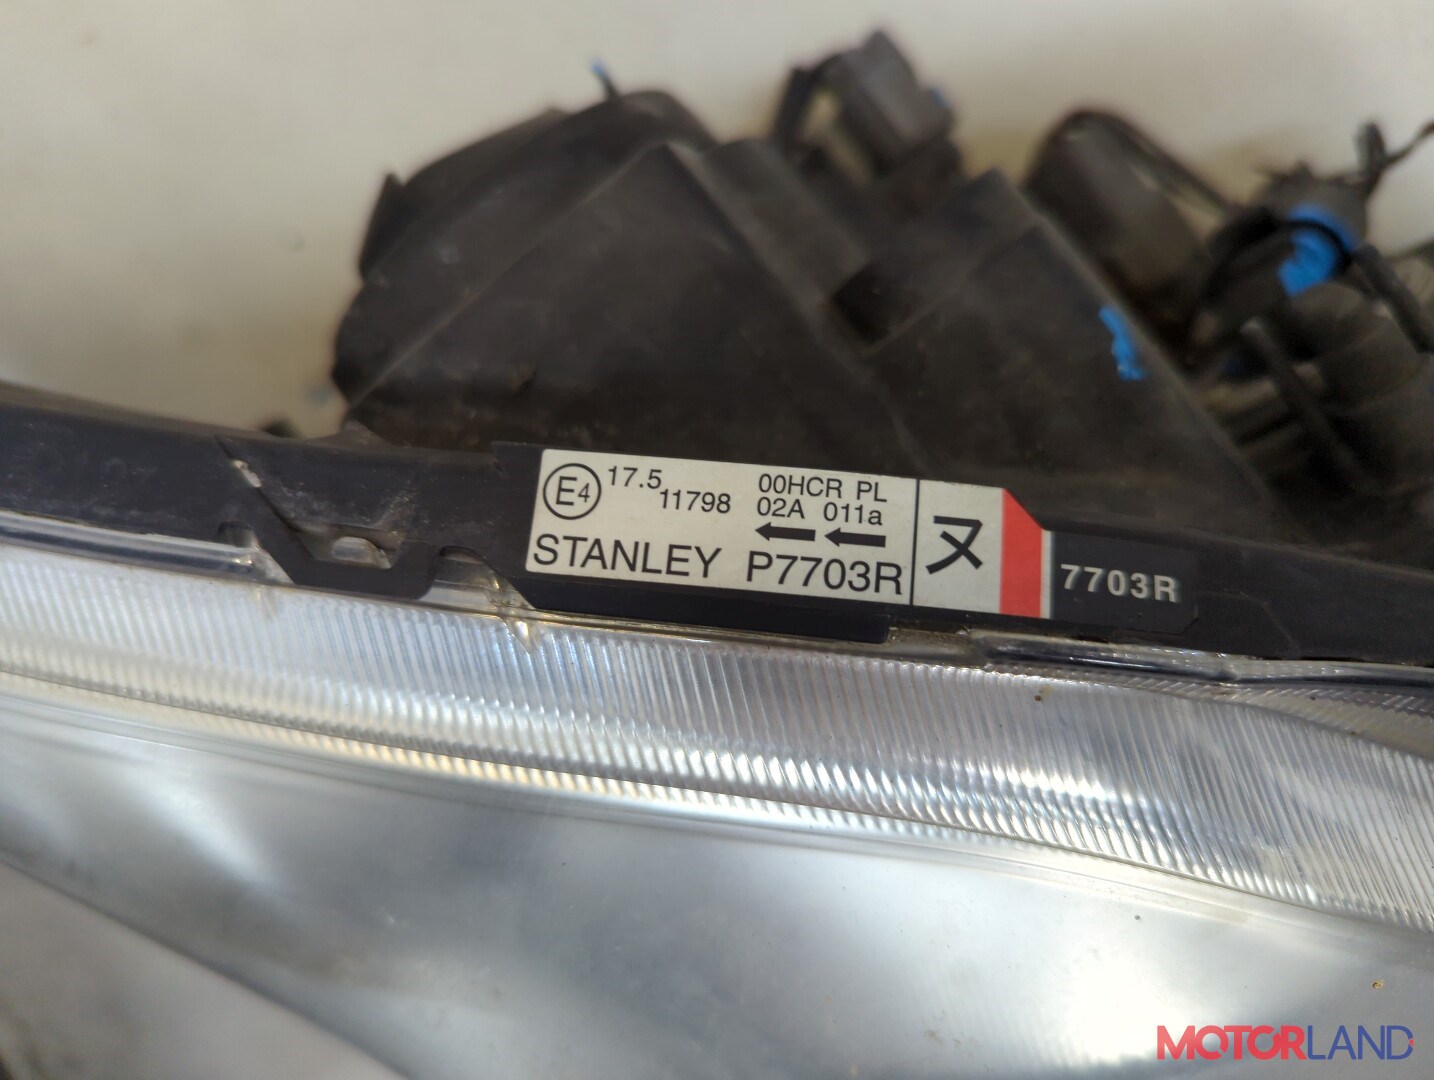 E4 17.5 11798 00HCR PL
02A 011a
STANLEY P7703R
ヌ
7703R
MOTORLAND